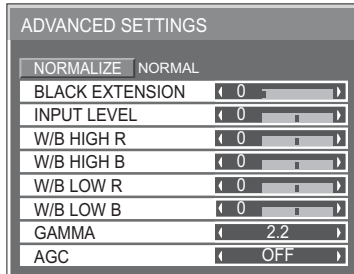 ADVANCED SETTINGS
NORMALIZE NORMAL
BLACK EXTENSION 0
INPUT LEVEL 0
W/B HIGH R 0
W/B HIGH B 0
W/B LOW R 0
W/B LOW B 0
GAMMA 2.2
AGC OFF